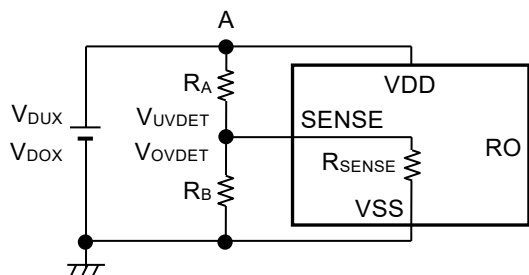 A
RA
VDD
VDUX
VUVDET
SENSE
VDOX
VOVDET
RO
RSENSE
RB
VSS